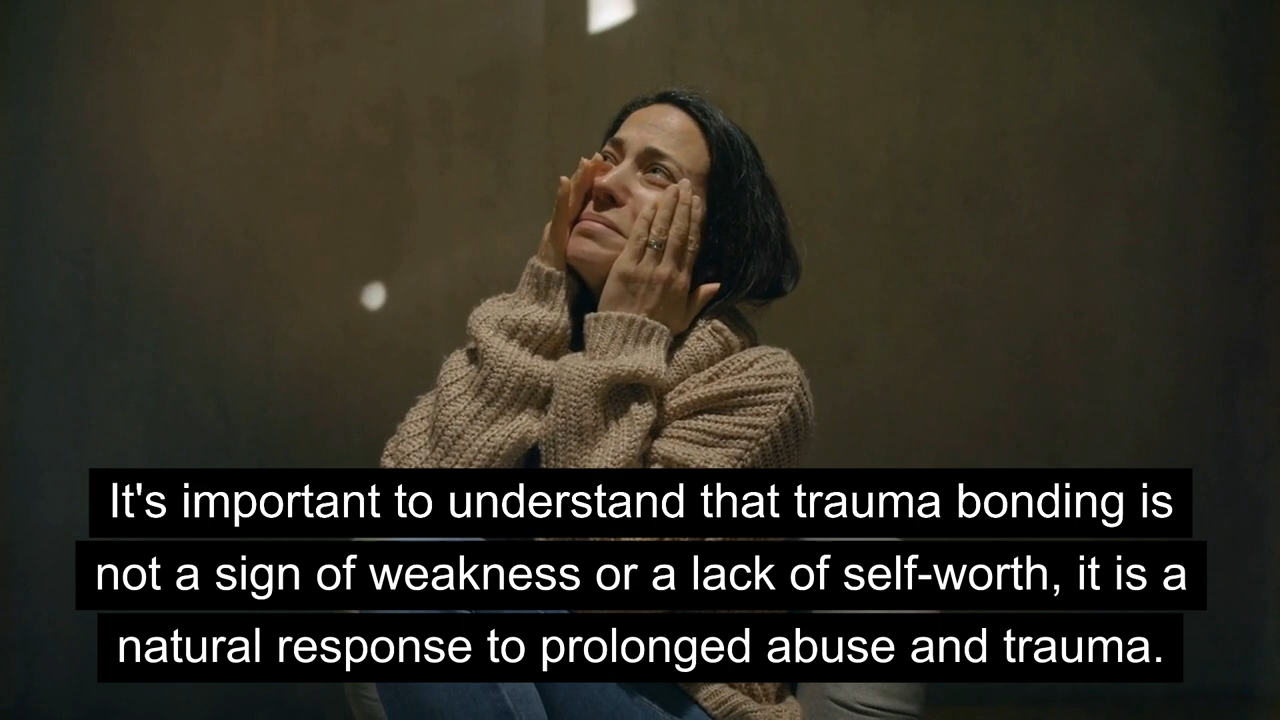 It's important to understand that trauma bonding is
not a sign of weakness or a lack of self-worth, it is a
natural response to prolonged abuse and trauma.